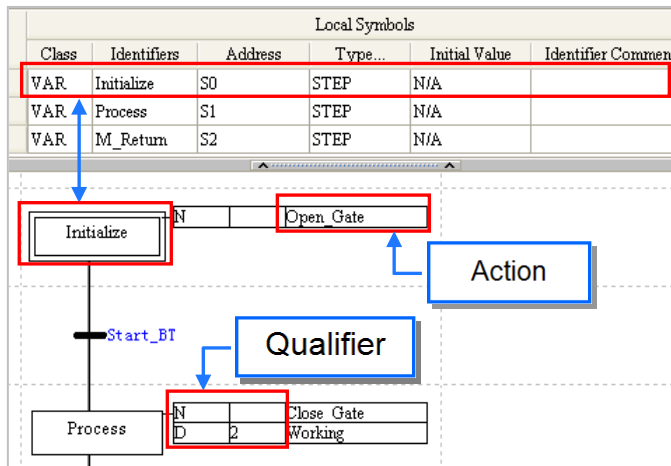 Local Symbols
Class Identifiers Address Type... Initial Value Identifier Commen
VAR Initialize S0 STEP N/A
VAR Process S1 STEP N/A
VAR M_Return S2 STEP N/A
N Open_Gate
Initialize
Action
Start_BT
Qualifier
N Close_Gate
Process
D 2 Working